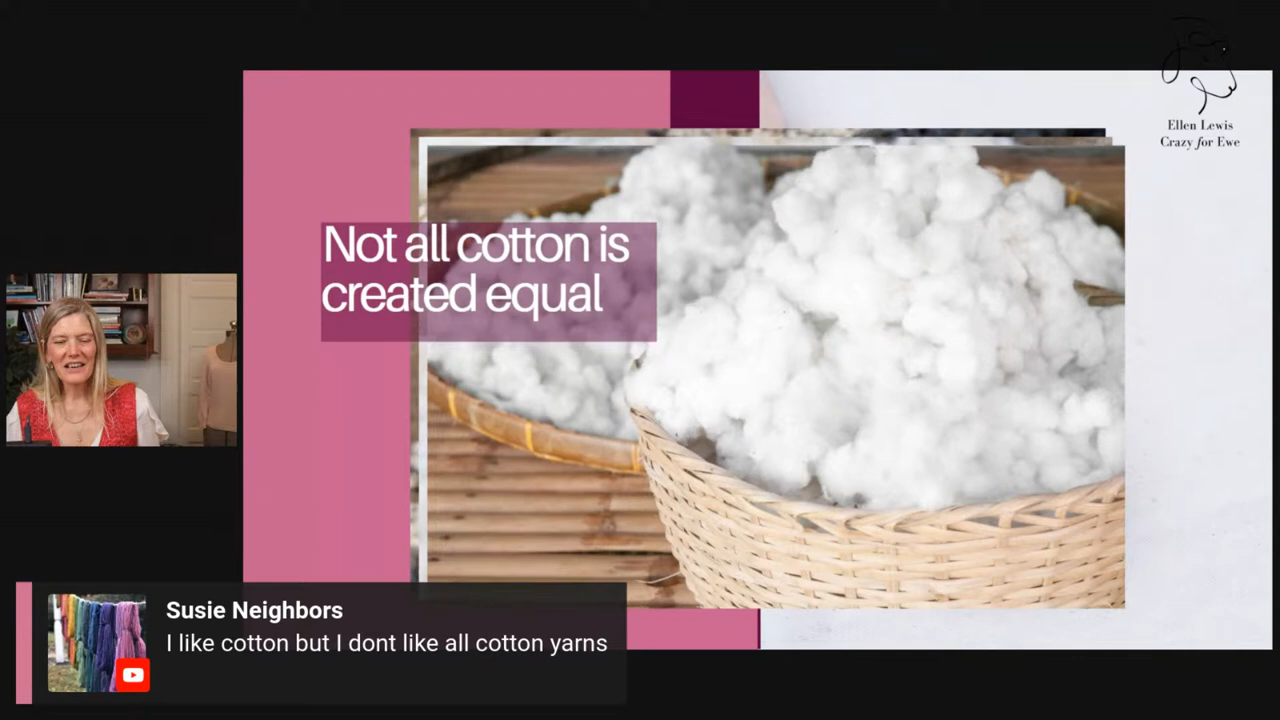 Ellen Lewis
Crazy for Ewe
Not all cotton is
created equal
Susie Neighbors
I like cotton but I dont like all cotton yarns